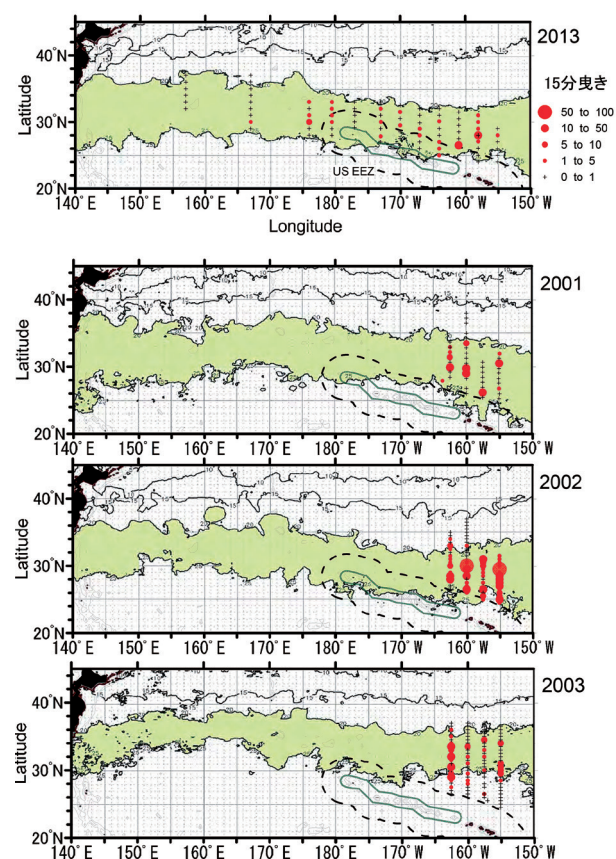 2013
40°N
30°N
20°N
Latitude
US EEZ
140°E
150°E
160°E
170°E
180°
170°W
160°W
150°W
Longitude
15分曳き
50 to 100
10 to 50
5 to 10
1 to 5
0 to 1
2001
40°N
30°N
20°N
Latitude
140°E
150°E
160°E
170°E
180°
170°W
160°W
150°W
2002
40°N
30°N
20°N
Latitude
140°E
150°E
160°E
170°E
180°
170°W
160°W
150°W
2003
40°N
30°N
20°N
Latitude
140°E
150°E
160°E
170°E
180°
170°W
160°W
150°W